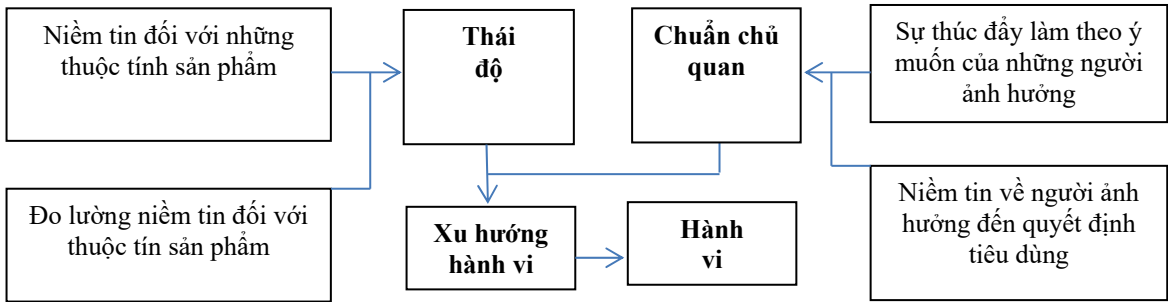 Niềm tin đối với những
thuộc tính sản phẩm
Đo lường niềm tin đối với
thuộc tín sản phẩm
Thái
độ
Chuẩn chủ
quan
Sự thúc đẩy làm theo ý
muốn của những người
ảnh hưởng
Niềm tin về người ảnh
hưởng đến quyết định
tiêu dùng
Xu hướng
hành vi
Hành
vi